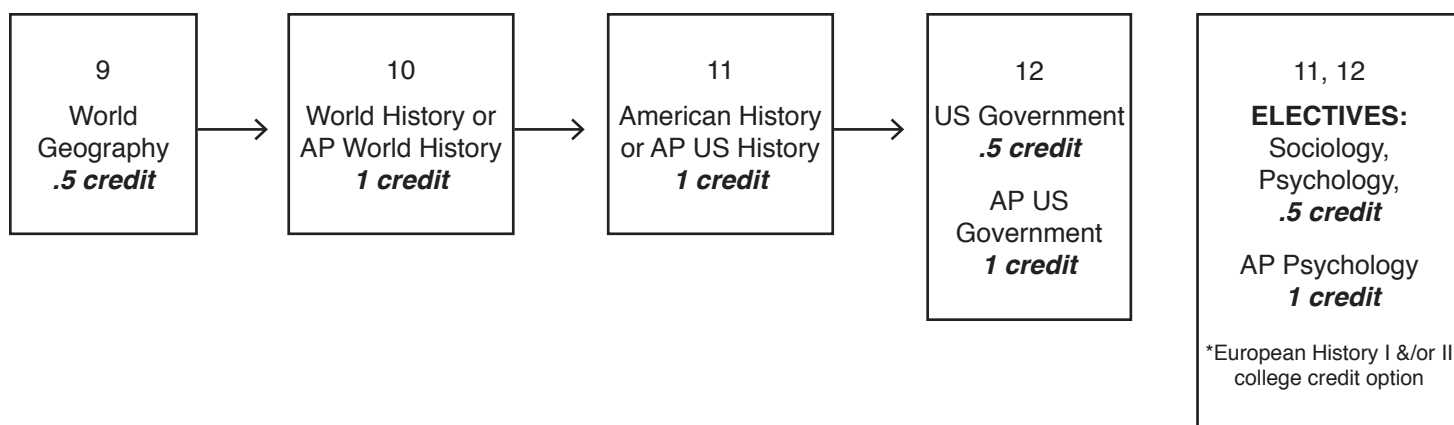 9
World
Geography
.5 credit
10
World History or
AP World History
1 credit
11
American History
or AP US History
1 credit
12
US Government
.5 credit
AP US
Government
1 credit
11, 12
ELECTIVES:
Sociology,
Psychology,
.5 credit
AP Psychology
1 credit
*European History I &/or II
college credit option